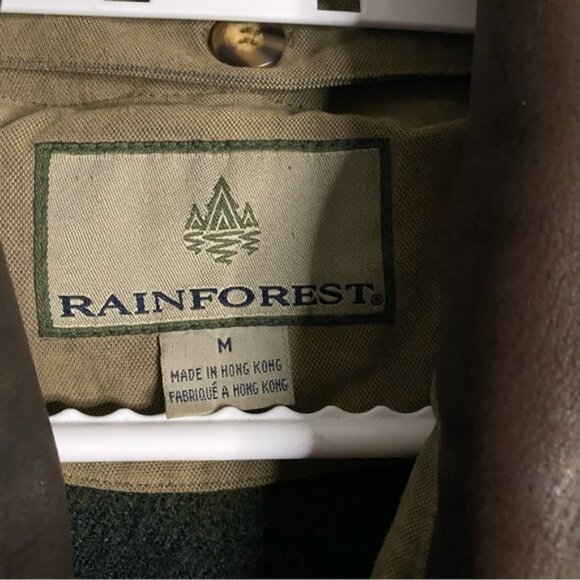 RAINFOREST®
M
MADE IN HONG KONG
FABRIQUÉ A HONG KONG